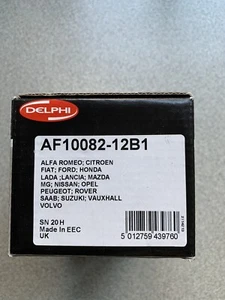 DELPHI
AF10082-12B1
ALFA ROMEO; CITROEN
FIAT; FORD; HONDA
LADA ;LANCIA; MAZDA
MG; NISSAN; OPEL
PEUGEOT; ROVER
SAAB; SUZUKI; VAUXHALL
VOLVO
SN 20 H
Made In EEC
UK
5 012759 439760